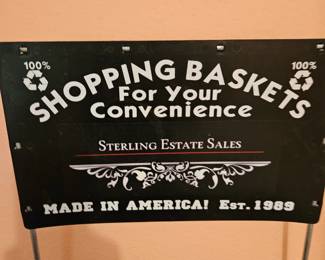 100%
100%
SHOPPING BASKETS
For Your
Convenience
STERLING ESTATE SALES
MADE IN AMERICA! EST. 1989